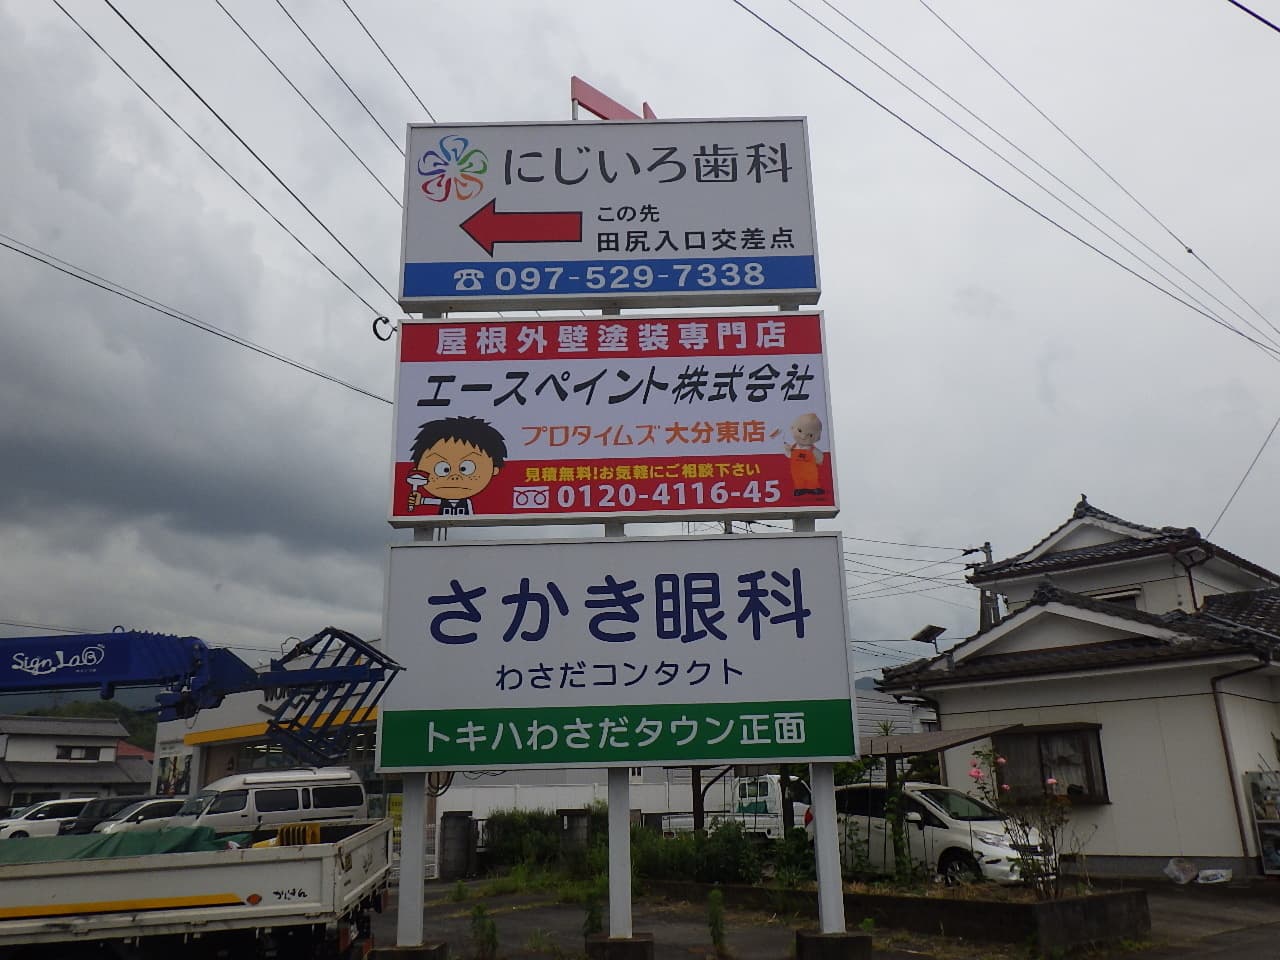 にじいろ歯科
この先
田尻入口交差点
097-529-7338
屋根外壁塗装専門店
エースペイント株式会社
プロタイムズ 大分東店
見積無料!お気軽にご相談下さい
0120-4116-45
さかき眼科
わさだコンタクト
トキハわさだタウン正面
Sign LaB